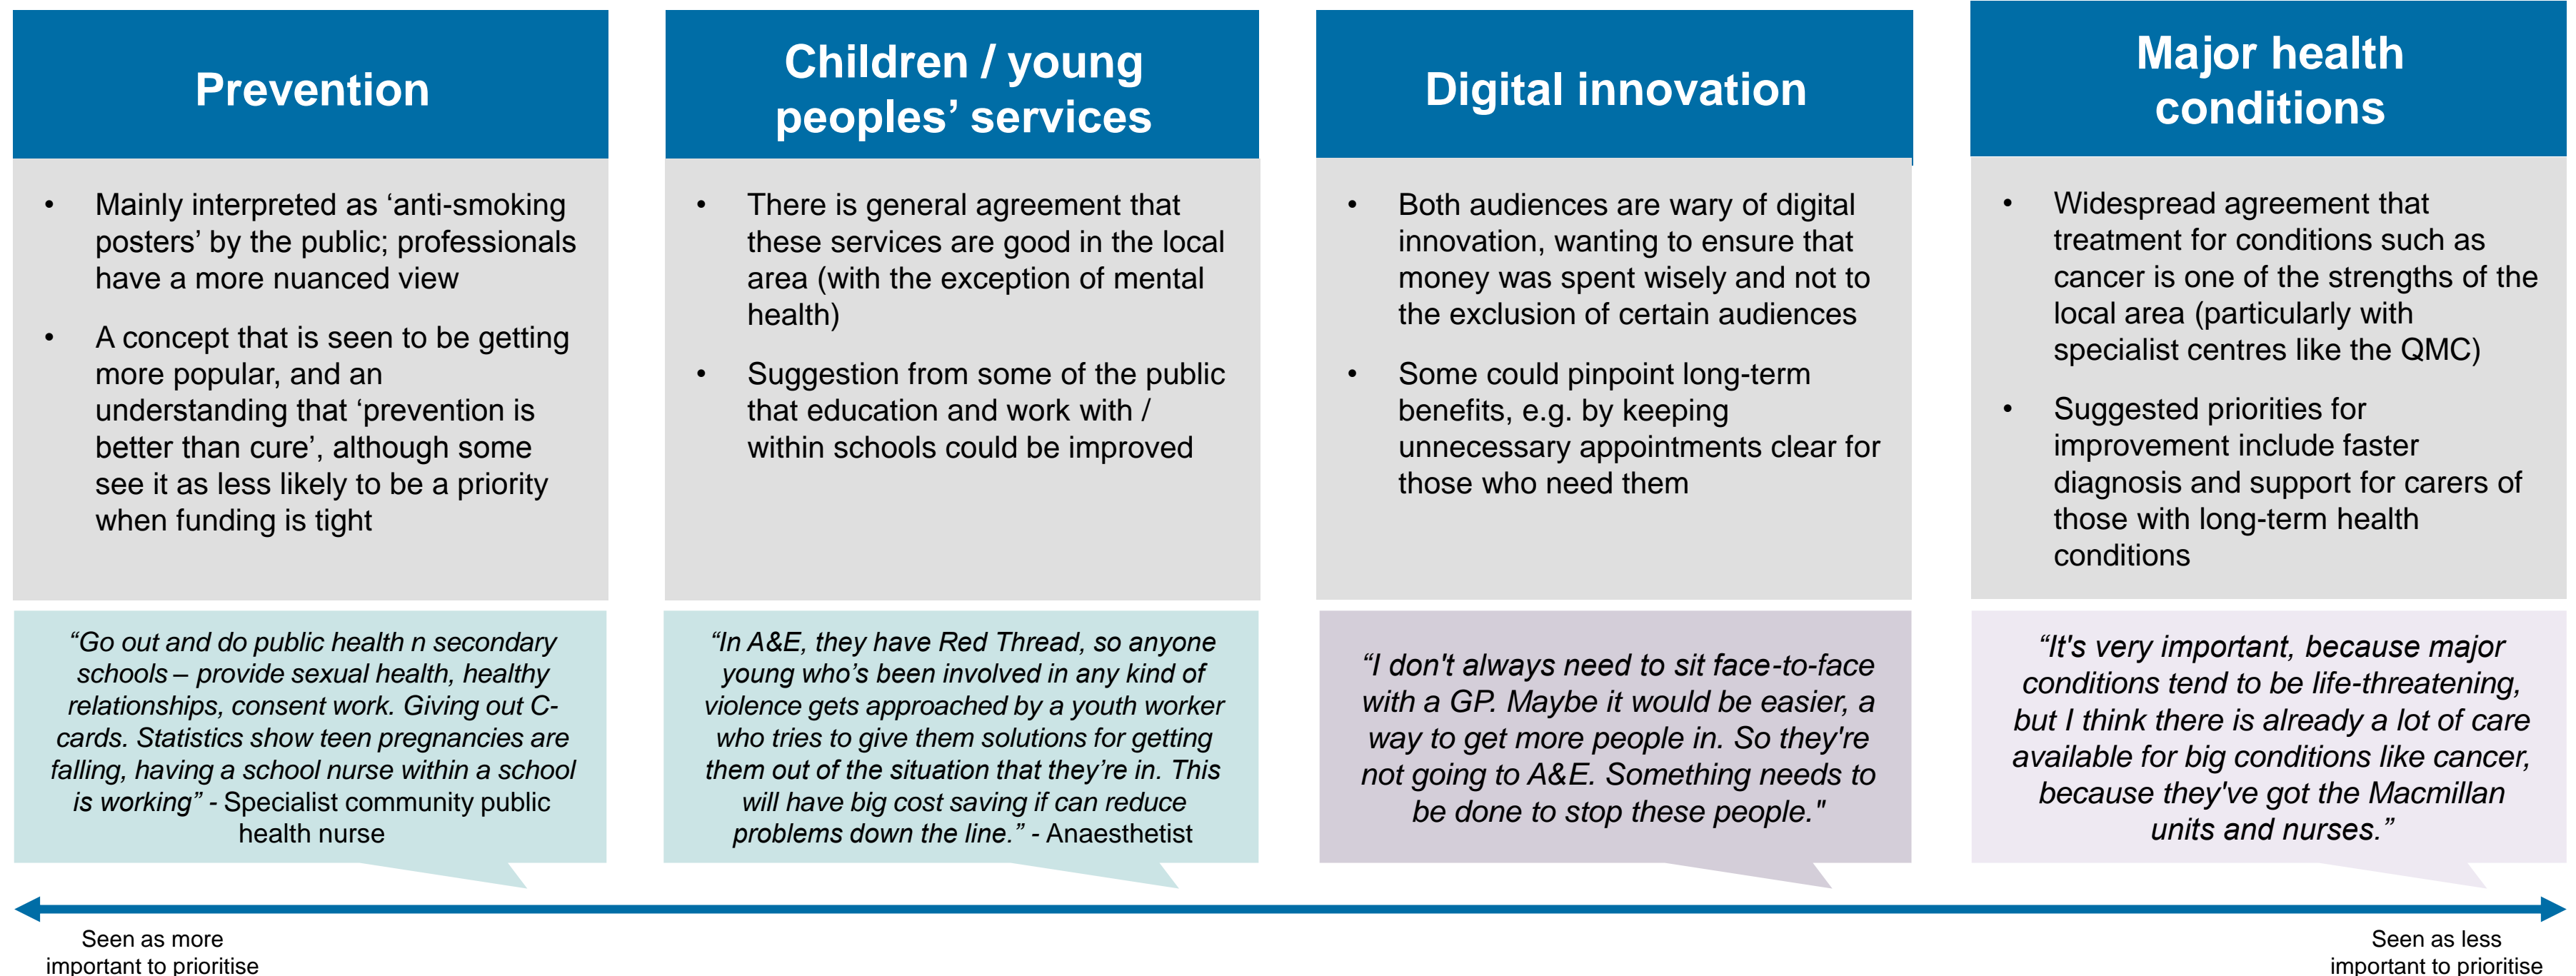 Prevention
• Mainly interpreted as ‘anti-smoking
posters’ by the public; professionals
have a more nuanced view
• A concept that is seen to be getting
more popular, and an
understanding that ‘prevention is
better than cure’, although some
see it as less likely to be a priority
when funding is tight
“Go out and do public health n secondary
schools – provide sexual health, healthy
relationships, consent work. Giving out C-
cards. Statistics show teen pregnancies are
falling, having a school nurse within a school
is working” - Specialist community public
health nurse
Children / young
peoples’ services
• There is general agreement that
these services are good in the local
area (with the exception of mental
health)
• Suggestion from some of the public
that education and work with /
within schools could be improved
“In A&E, they have Red Thread, so anyone
young who’s been involved in any kind of
violence gets approached by a youth worker
who tries to give them solutions for getting
them out of the situation that they’re in. This
will have big cost saving if can reduce
problems down the line.” - Anaesthetist
Digital innovation
• Both audiences are wary of digital
innovation, wanting to ensure that
money was spent wisely and not to
the exclusion of certain audiences
• Some could pinpoint long-term
benefits, e.g. by keeping
unnecessary appointments clear for
those who need them
“I don't always need to sit face-to-face
with a GP. Maybe it would be easier, a
way to get more people in. So they're
not going to A&E. Something needs to
be done to stop these people."
Major health
conditions
• Widespread agreement that
treatment for conditions such as
cancer is one of the strengths of the
local area (particularly with
specialist centres like the QMC)
• Suggested priorities for
improvement include faster
diagnosis and support for carers of
those with long-term health
conditions
“It's very important, because major
conditions tend to be life-threatening,
but I think there is already a lot of care
available for big conditions like cancer,
because they've got the Macmillan
units and nurses.”
Seen as more
important to prioritise
Seen as less
important to prioritise